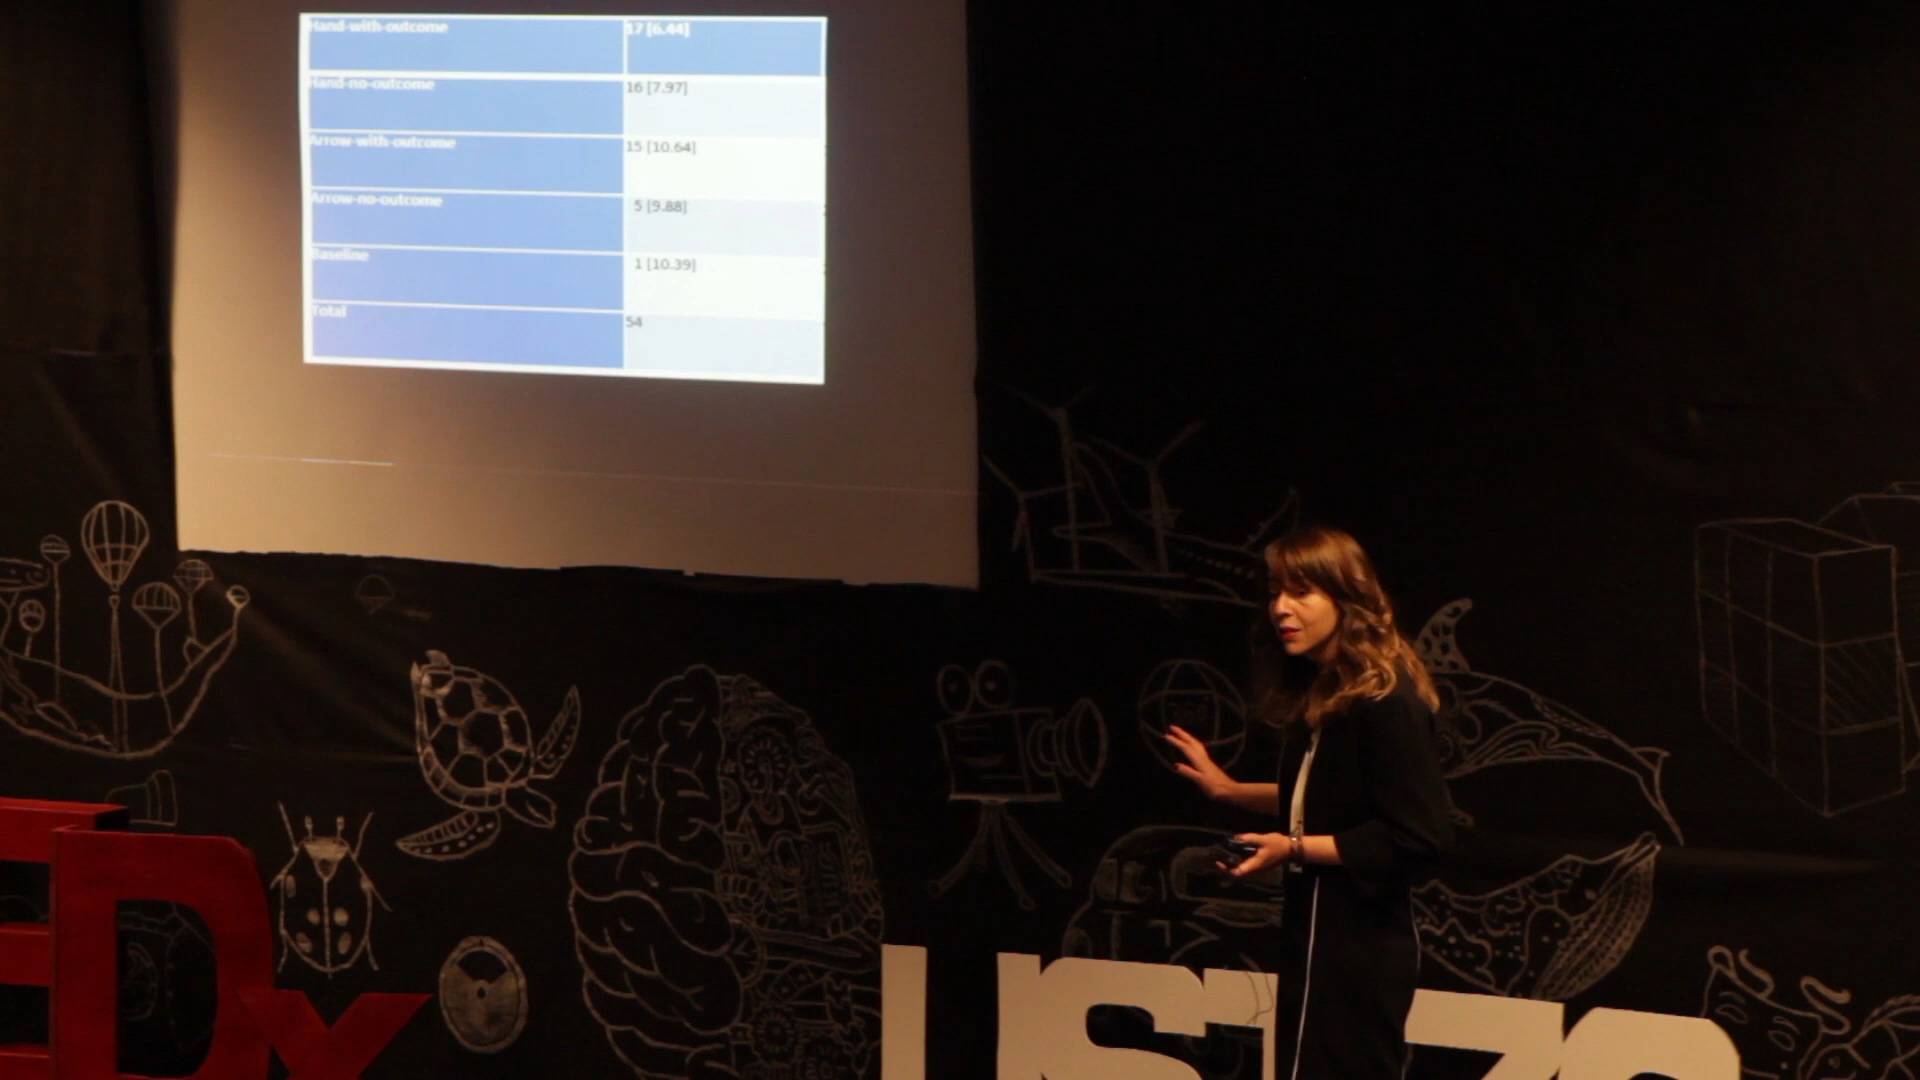 Hand-with-outcome 17 [6.44]
Hand-no-outcome 16 [7.97]
Arrow-with-outcome 15 [10.64]
Arrow-no-outcome 5 [9.88]
Baseline 1 [10.39]
Total 54
EDx